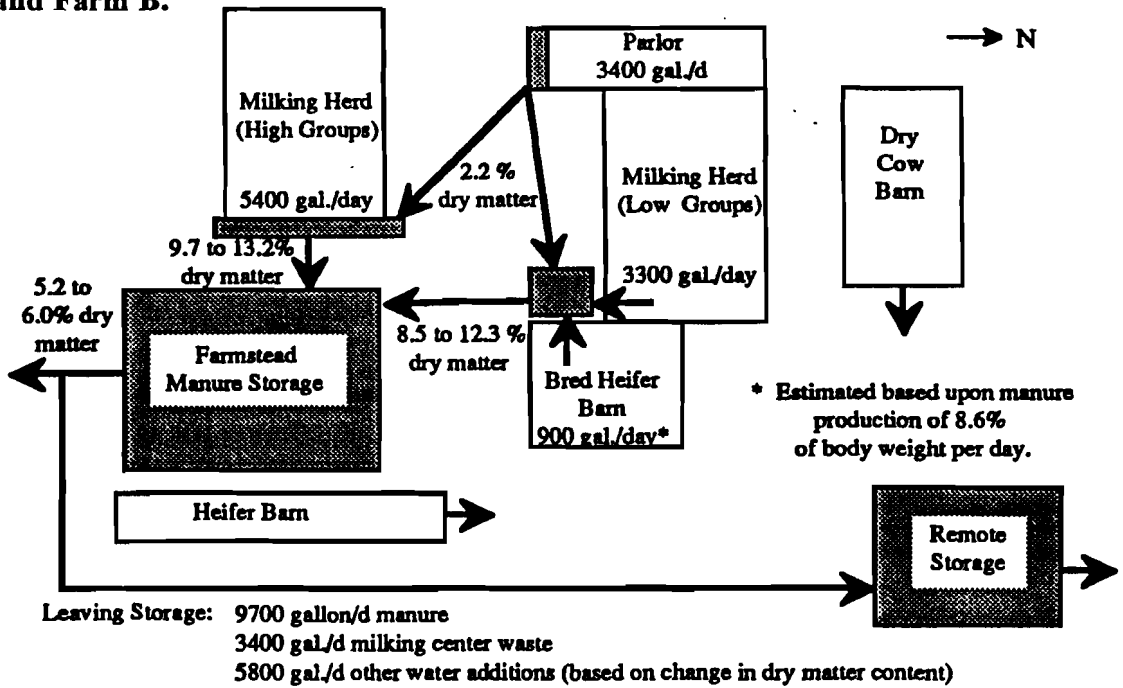 and Farm B.
Parlor
3400 gal./d
N
Milking Herd
(High Groups)
5400 gal./day
2.2 %
dry matter
Milking Herd
(Low Groups)
3300 gal./day
Dry
Cow
Barn
9.7 to 13.2%
dry matter
5.2 to
6.0% dry
matter
Farmstead
Manure Storage
8.5 to 12.3 %
dry matter
Bred Heifer
Barn
900 gal./day*
* Estimated based upon manure
production of 8.6%
of body weight per day.
Heifer Barn
Remote
Storage
Leaving Storage: 9700 gallon/d manure
3400 gal./d milking center waste
5800 gal./d other water additions (based on change in dry matter content)